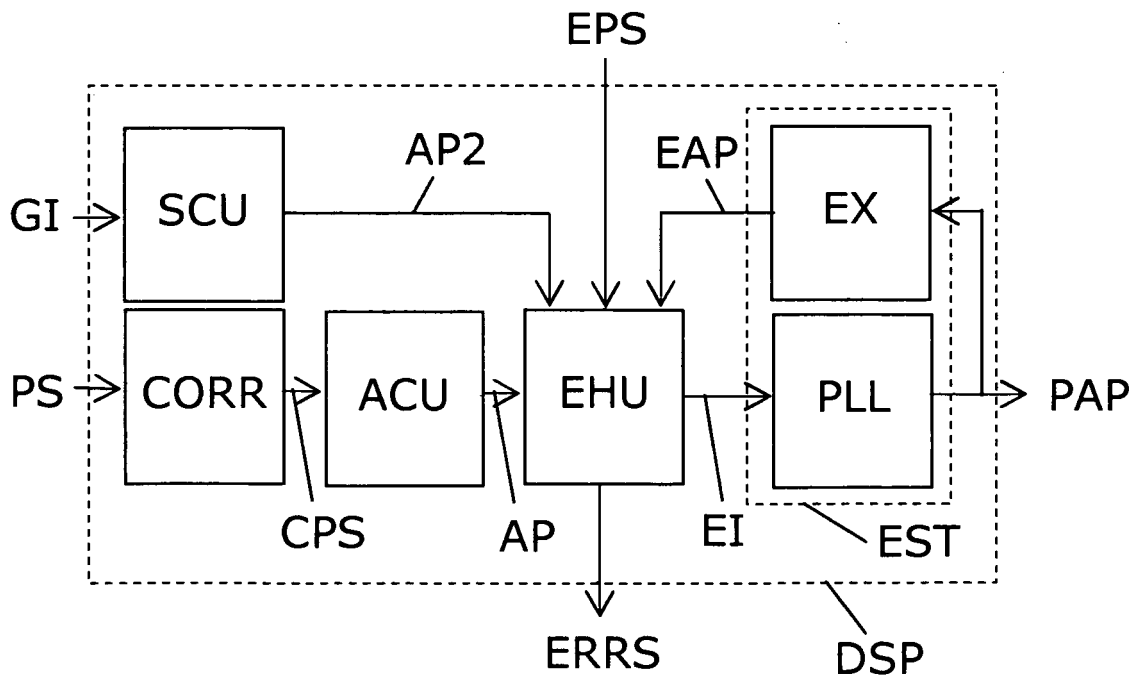 EPS
AP2
EAP
GI
SCU
EX
PS
CORR
ACU
EHU
PLL
PAP
CPS
AP
EI
EST
ERRS
DSP